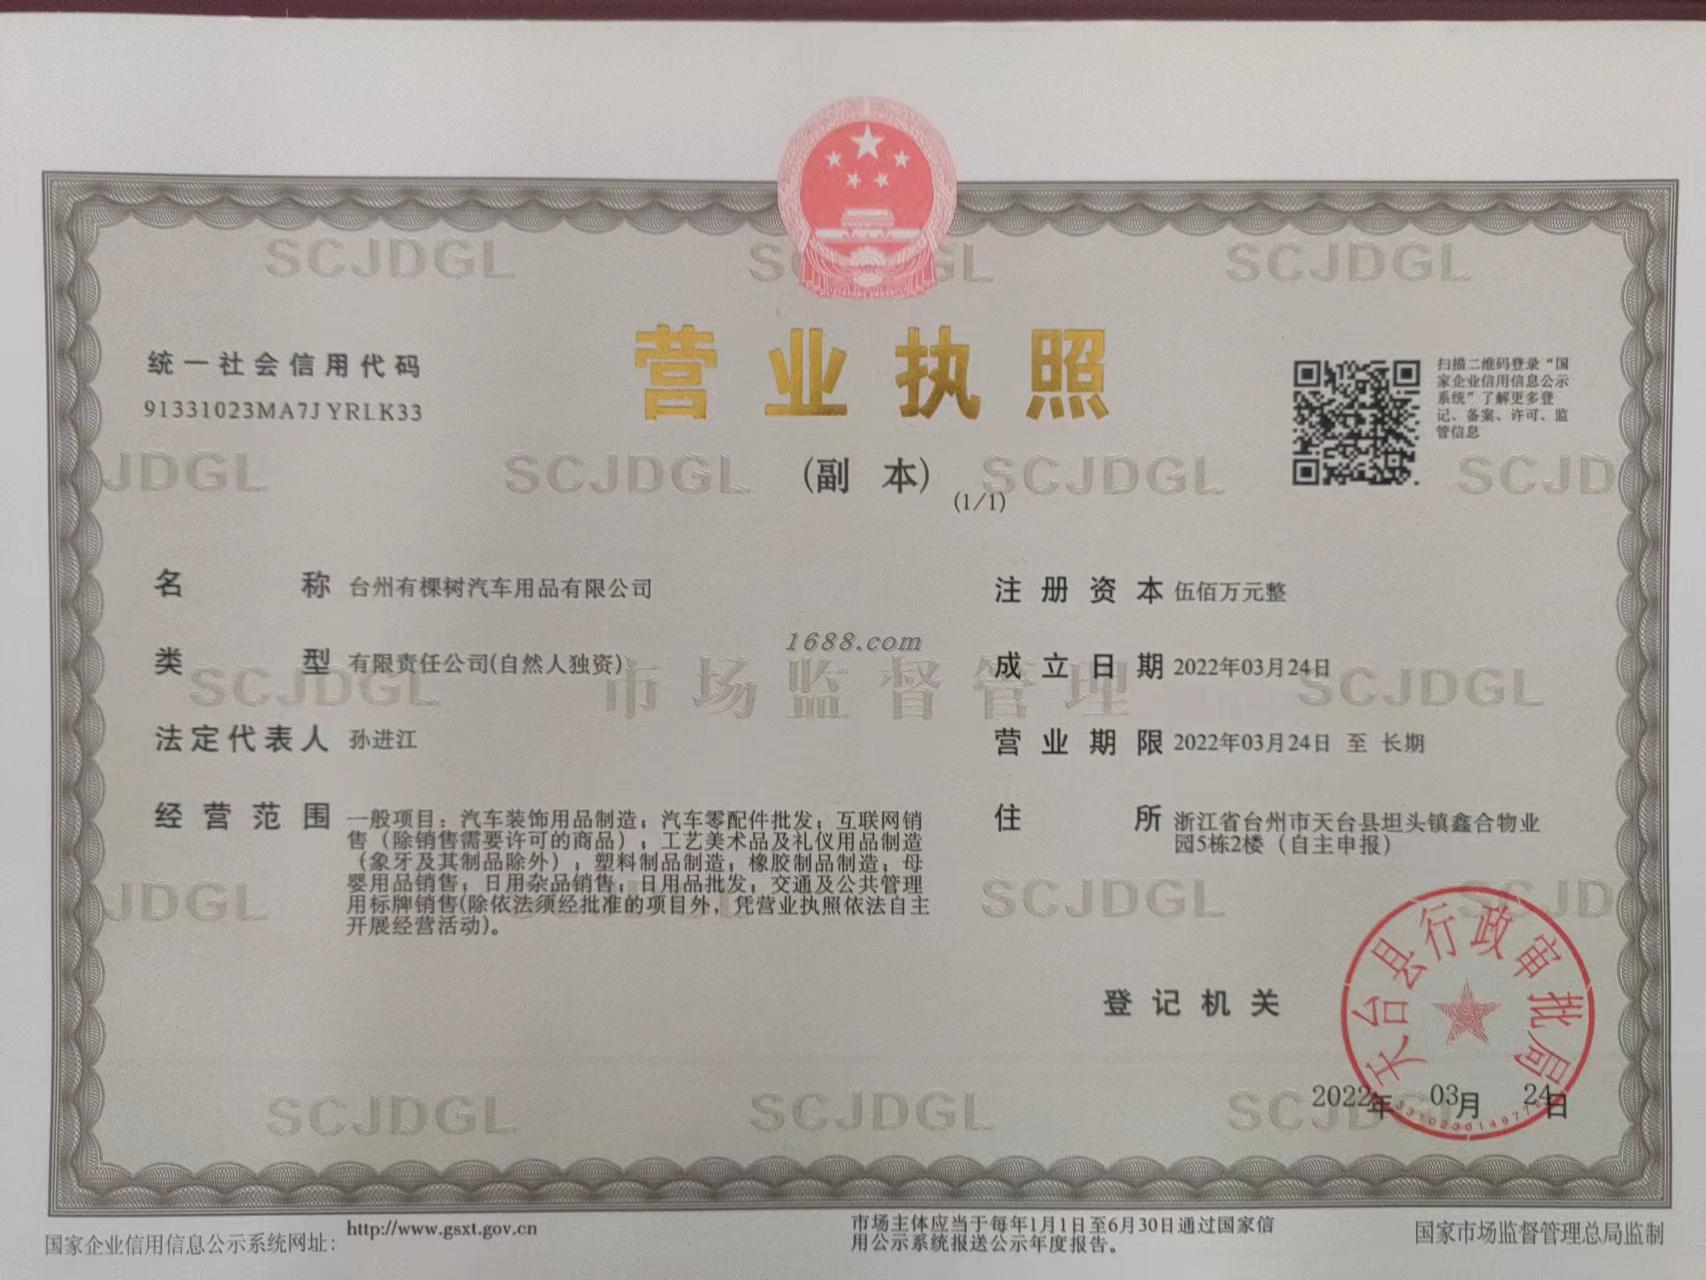 统一社会信用代码
91331023MA7JYRLK33
营业执照
(副 本)
(1/1)
扫描二维码登录“国
家企业信用信息公示
系统”了解更多登
记、备案、许可、监
管信息
名 称 台州有棵树汽车用品有限公司
类 型 有限责任公司(自然人独资)
法定代表人 孙进江
经营范围 一般项目：汽车装饰用品制造；汽车零配件批发；互联网销
售（除销售需要许可的商品）；工艺美术品及礼仪用品制造
（象牙及其制品除外）；塑料制品制造；橡胶制品制造；母
婴用品销售；日用杂品销售；日用品批发；交通及公共管理
用标牌销售(除依法须经批准的项目外，凭营业执照依法自主
开展经营活动)。
注册资本 伍佰万元整
成立日期 2022年03月24日
营业期限 2022年03月24日 至 长期
住 所 浙江省台州市天台县坦头镇鑫合物业
园5栋2楼（自主申报）
1688.com
市场监督管理
SCJDGL SCJDGL SCJDGL
JDGL SCJDGL SCJDGL SCJD
SCJDGL SCJDGL
JDGL SCJDGL SCJD
SCJDGL SCJDGL SCJD
登记机关
天台县行政审批局
2022年 03月 24日
国家企业信用信息公示系统网址：http://www.gsxt.gov.cn
市场主体应当于每年1月1日至6月30日通过国家信
用公示系统报送公示年度报告。
国家市场监督管理总局监制